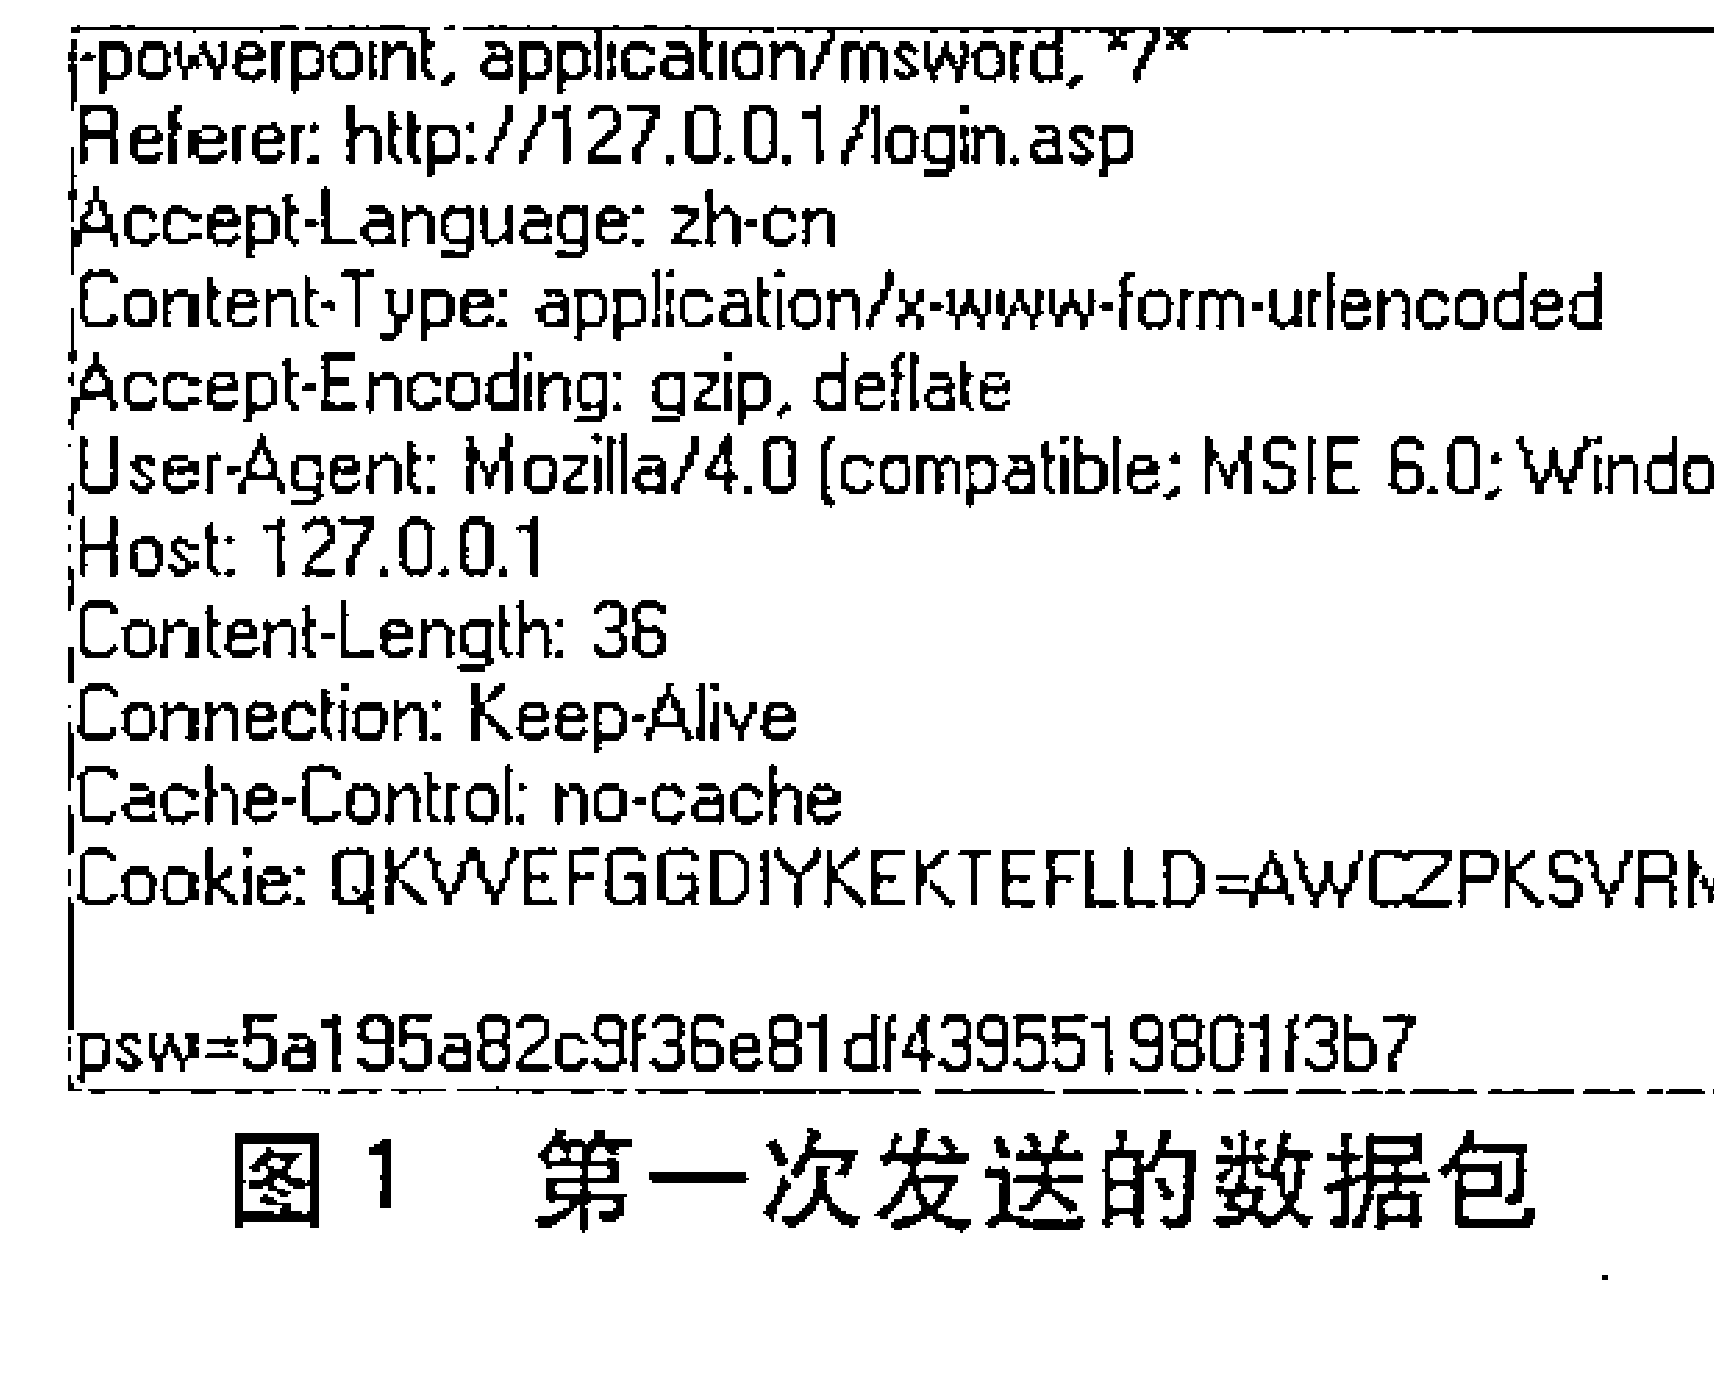 -powerpoint, application/msword, */*
Referer: http://127.0.0.1/login.asp
Accept-Language: zh-cn
Content-Type: application/x-www-form-urlencoded
Accept-Encoding: gzip, deflate
User-Agent: Mozilla/4.0 (compatible; MSIE 6.0; Windo
Host: 127.0.0.1
Content-Length: 36
Connection: Keep-Alive
Cache-Control: no-cache
Cookie: QKVVEFGGDIYKEKTEFLLD=AWCZPKSVRM
psw=5a195a82c9f36e81df4395519801f3b7
图 1 第一次发送的数据包